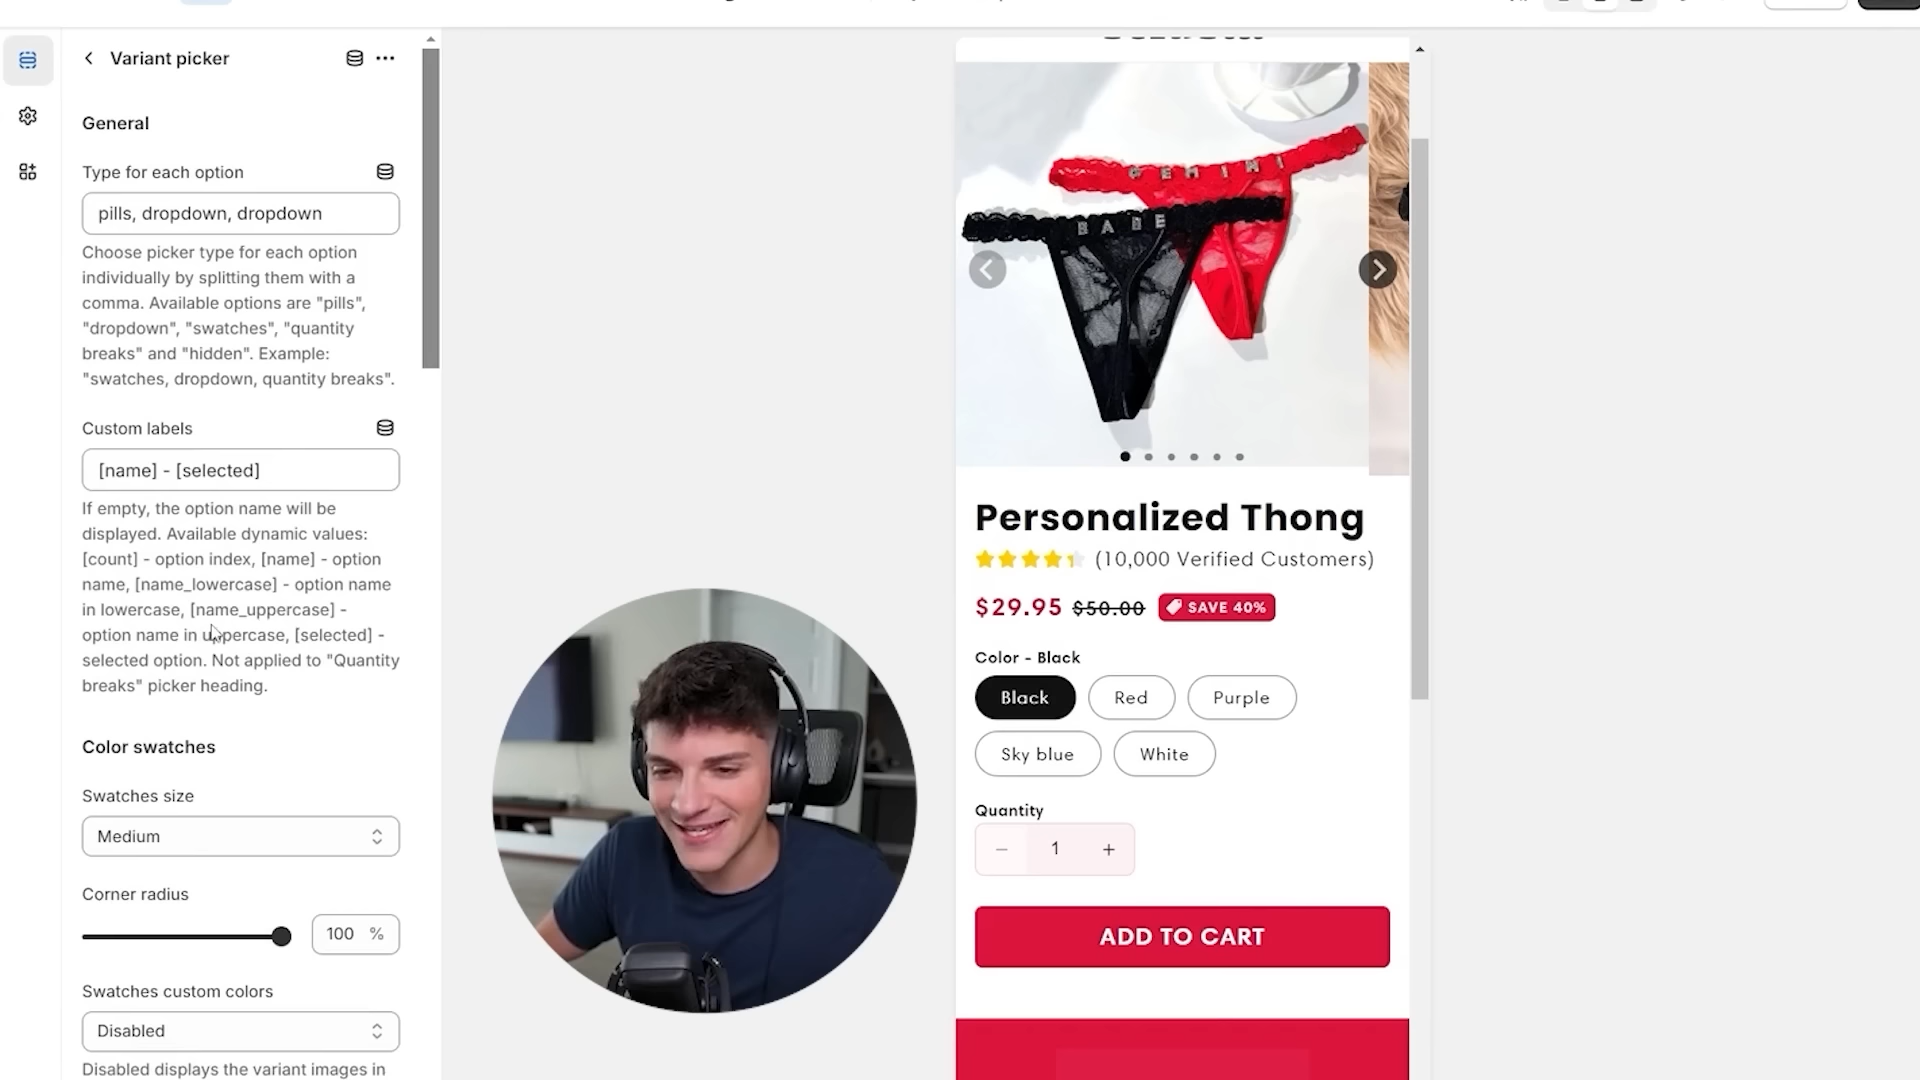 Variant picker
General
Type for each option
pills, dropdown, dropdown
Choose picker type for each option
individually by splitting them with a
comma. Available options are "pills",
"dropdown", "swatches", "quantity
breaks" and "hidden". Example:
"swatches, dropdown, quantity breaks".
Custom labels
[name] - [selected]
If empty, the option name will be
displayed. Available dynamic values:
[count] - option index, [name] - option
name, [name_lowercase] - option name
in lowercase, [name_uppercase] -
option name in uppercase, [selected] -
selected option. Not applied to "Quantity
breaks" picker heading.
Color swatches
Swatches size
Medium
Corner radius
100 %
Swatches custom colors
Disabled
Disabled displays the variant images in
GEMINI
BABE
Personalized Thong
(10,000 Verified Customers)
$29.95 $50.00 SAVE 40%
Color - Black
Black Red Purple
Sky blue White
Quantity
- 1 +
ADD TO CART